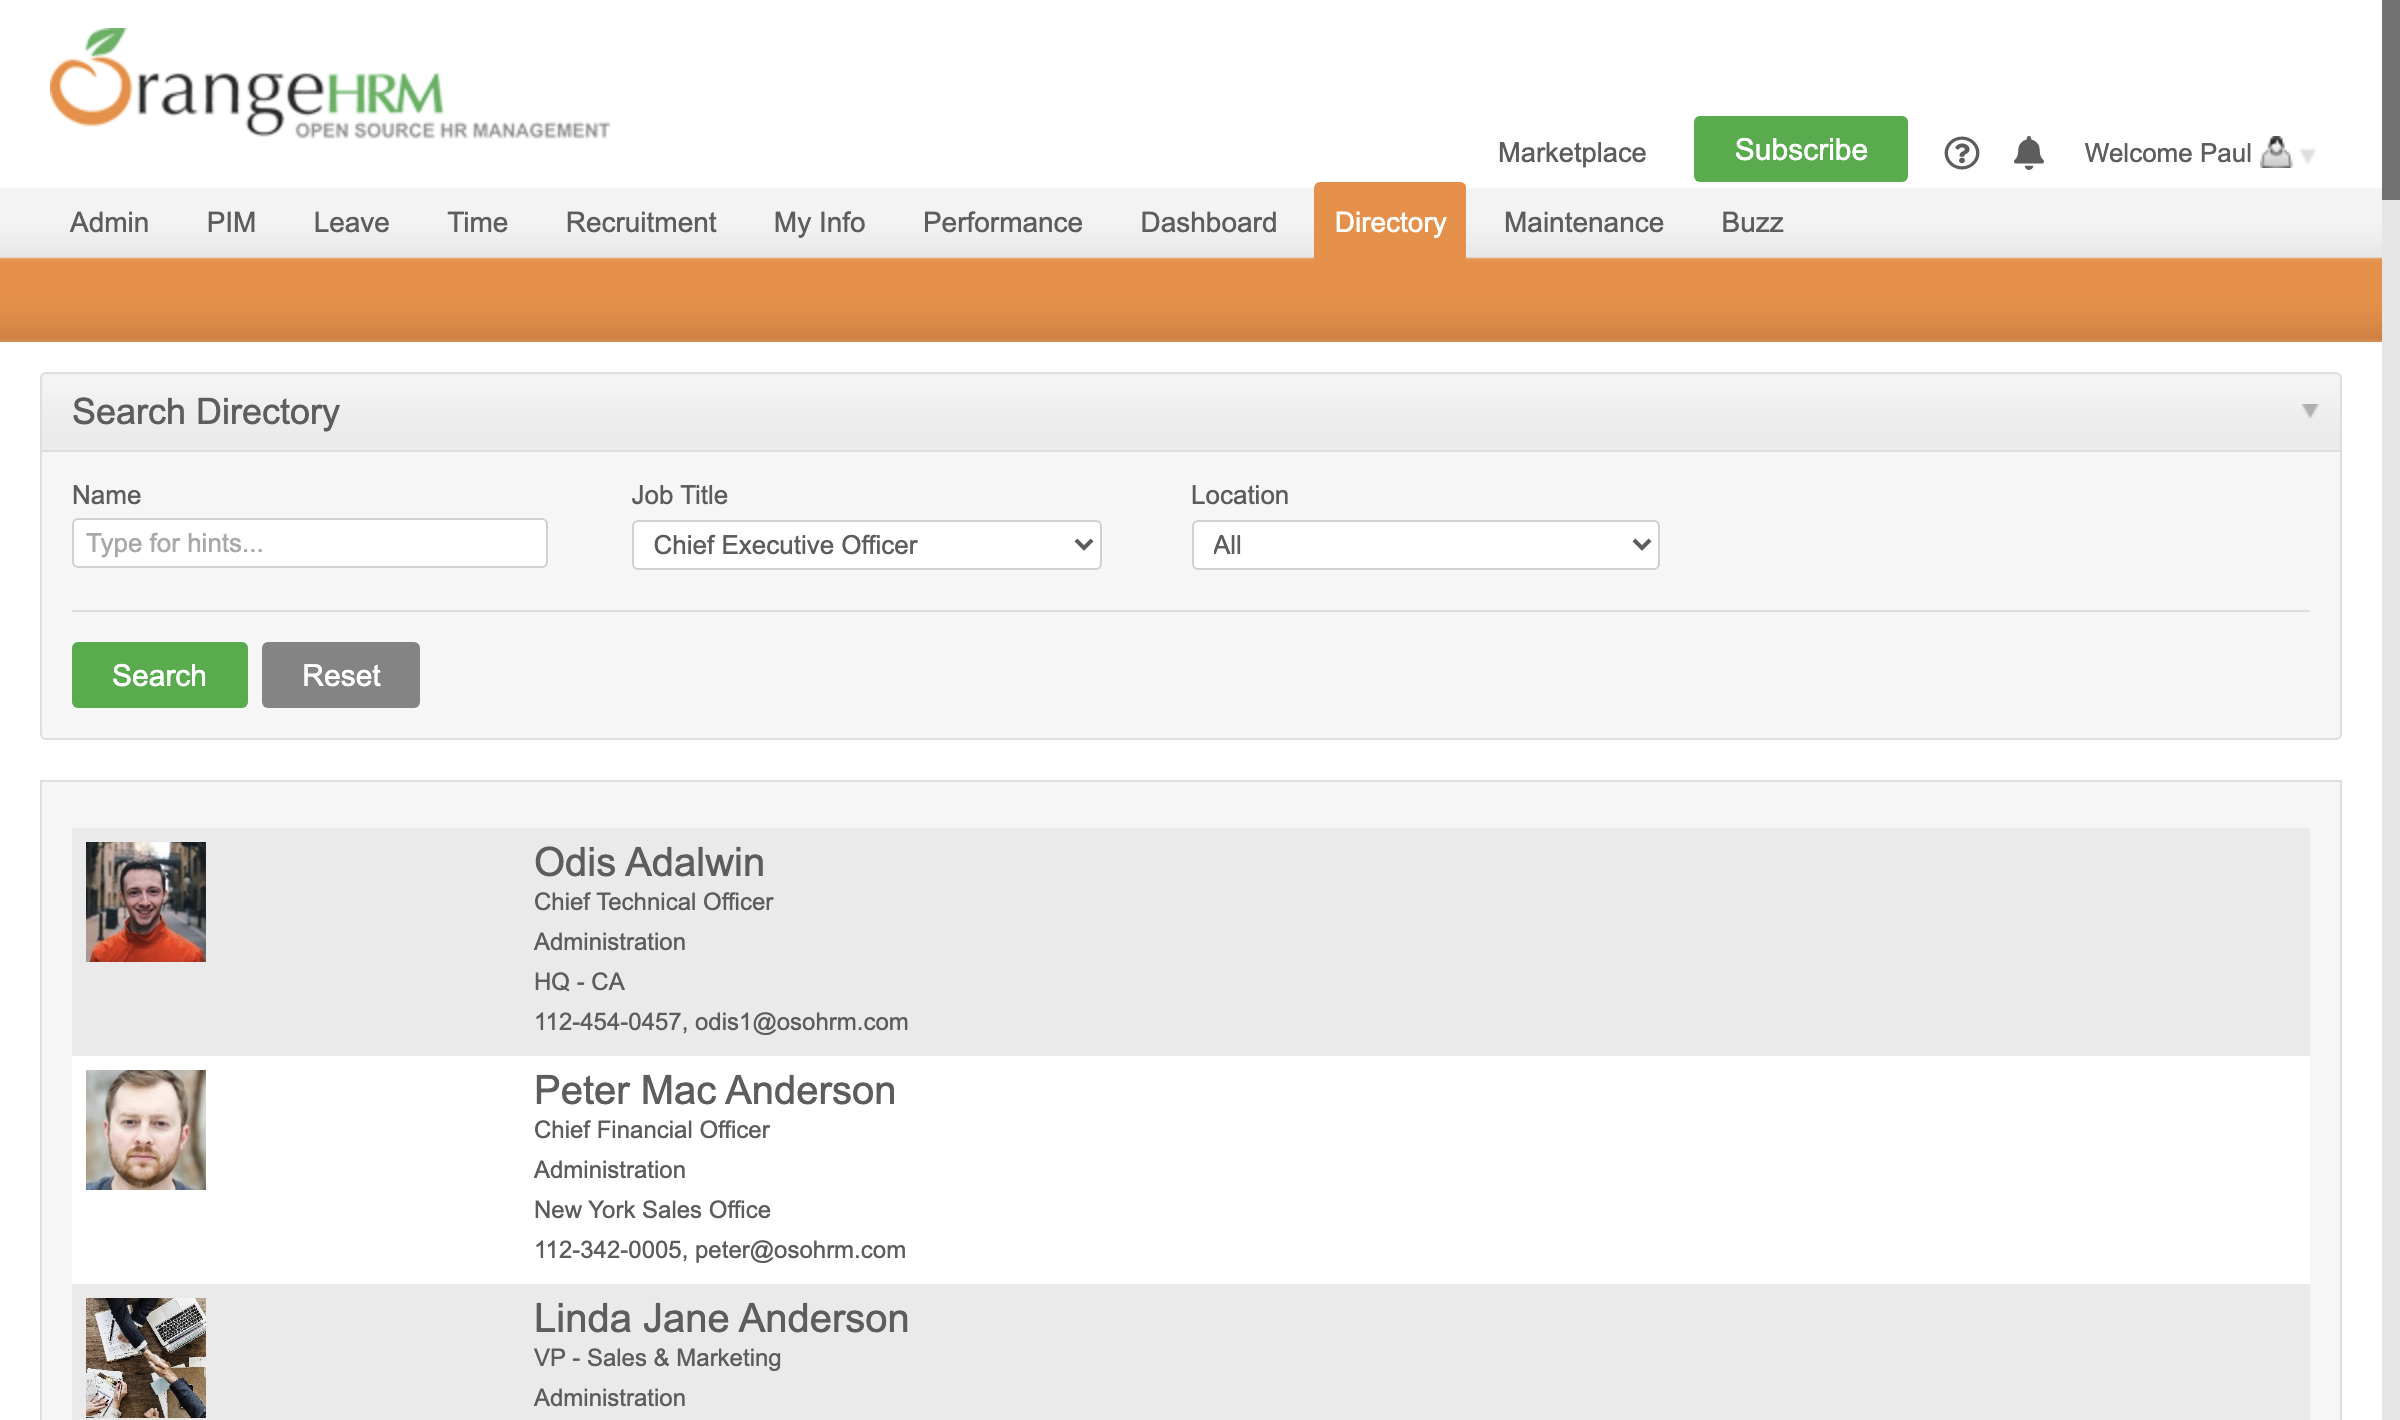 OrangeHRM
OPEN SOURCE HR MANAGEMENT
Marketplace
Subscribe
Welcome Paul
Admin PIM Leave Time Recruitment My Info Performance Dashboard Directory Maintenance Buzz
Search Directory
Name Job Title Location
Type for hints... Chief Executive Officer All
Search Reset
Odis Adalwin
Chief Technical Officer
Administration
HQ - CA
112-454-0457, odis1@osohrm.com
Peter Mac Anderson
Chief Financial Officer
Administration
New York Sales Office
112-342-0005, peter@osohrm.com
Linda Jane Anderson
VP - Sales & Marketing
Administration